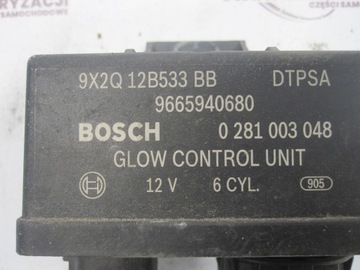 9X2Q 12B533 BB DTPSA
9665940680
BOSCH 0 281 003 048
GLOW CONTROL UNIT
12 V 6 CYL. 905